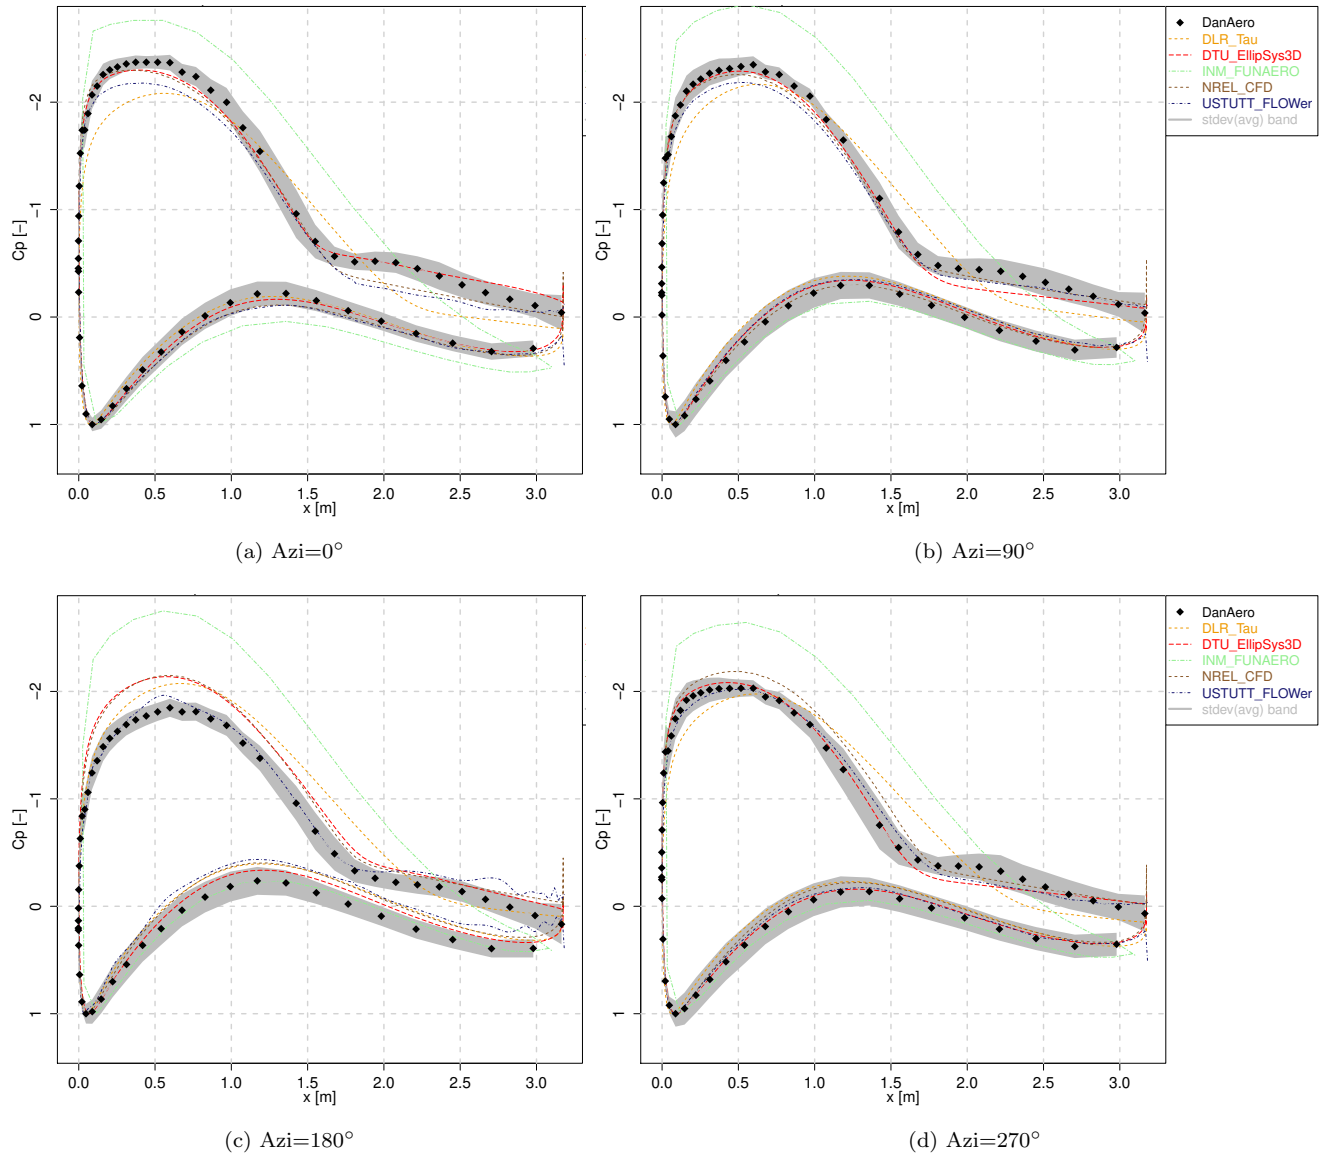 -2
-1
0
1
Cp [−]
0.0 0.5 1.0 1.5 2.0 2.5 3.0
x [m]
(a) Azi=0°
-2
-1
0
1
Cp [−]
0.0 0.5 1.0 1.5 2.0 2.5 3.0
x [m]
(b) Azi=90°
DanAero
DLR_Tau
DTU_EllipSys3D
INM_FUNAERO
NREL_CFD
USTUTT_FLOWer
stdev(avg) band
-2
-1
0
1
Cp [−]
0.0 0.5 1.0 1.5 2.0 2.5 3.0
x [m]
(c) Azi=180°
-2
-1
0
1
Cp [−]
0.0 0.5 1.0 1.5 2.0 2.5 3.0
x [m]
(d) Azi=270°
DanAero
DLR_Tau
DTU_EllipSys3D
INM_FUNAERO
NREL_CFD
USTUTT_FLOWer
stdev(avg) band